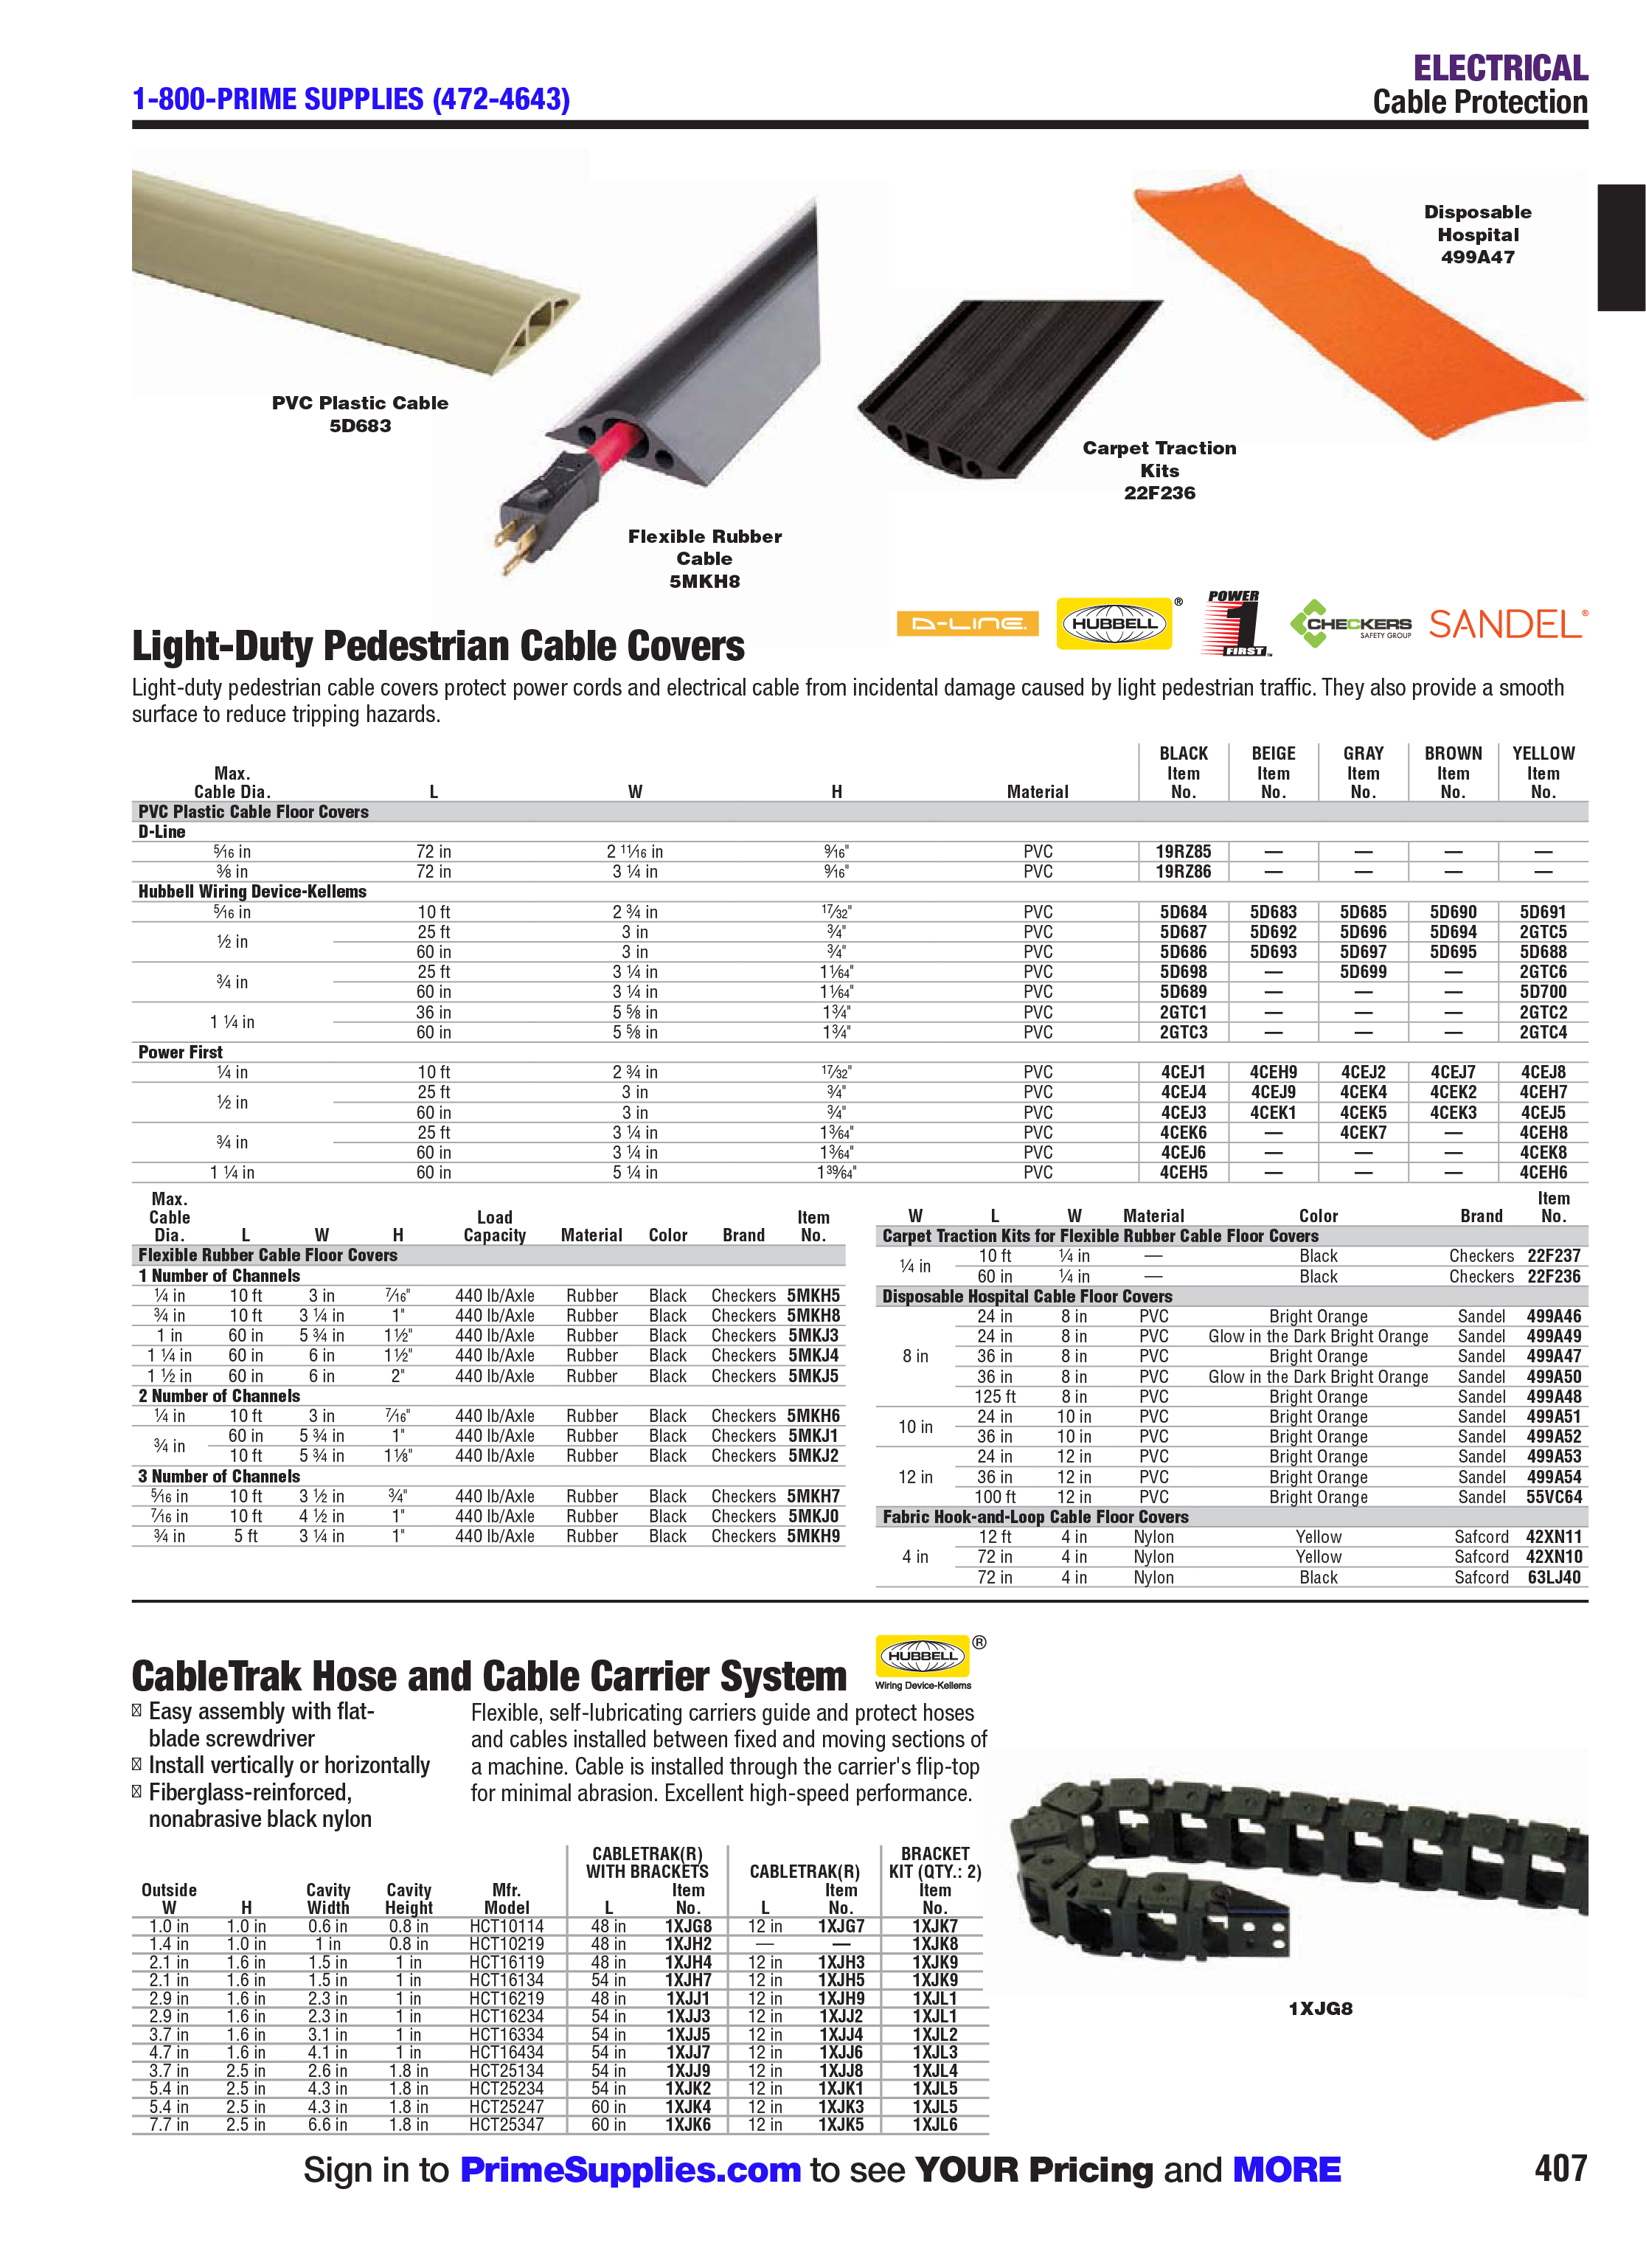 1-800-PRIME SUPPLIES (472-4643)
ELECTRICAL
Cable Protection
Disposable
Hospital
499A47
PVC Plastic Cable
5D683
Carpet Traction
Kits
22F236
Flexible Rubber
Cable
5MKH8
D-LINE
HUBBELL ®
POWER 1 FIRST ™
CHECKERS
SAFETY GROUP
SANDEL®
Light-Duty Pedestrian Cable Covers
Light-duty pedestrian cable covers protect power cords and electrical cable from incidental damage caused by light pedestrian traffic. They also provide a smooth
surface to reduce tripping hazards.
BLACK BEIGE GRAY BROWN YELLOW
Max. Item Item Item Item Item
Cable Dia. L W H Material No. No. No. No. No.
PVC Plastic Cable Floor Covers
D-Line
5⁄16 in 72 in 2 11⁄16 in 9⁄16" PVC 19RZ85 — — — —
3⁄8 in 72 in 3 1⁄4 in 9⁄16" PVC 19RZ86 — — — —
Hubbell Wiring Device-Kellems
5⁄16 in 10 ft 2 3⁄4 in 17⁄32" PVC 5D684 5D683 5D685 5D690 5D691
1⁄2 in 25 ft 3 in 3⁄4" PVC 5D687 5D692 5D696 5D694 2GTC5
60 in 3 in 3⁄4" PVC 5D686 5D693 5D697 5D695 5D688
3⁄4 in 25 ft 3 1⁄4 in 11⁄64" PVC 5D698 — 5D699 — 2GTC6
60 in 3 1⁄4 in 11⁄64" PVC 5D689 — — — 5D700
1 1⁄4 in 36 in 5 5⁄8 in 13⁄4" PVC 2GTC1 — — — 2GTC2
60 in 5 5⁄8 in 13⁄4" PVC 2GTC3 — — — 2GTC4
Power First
1⁄4 in 10 ft 2 3⁄4 in 17⁄32" PVC 4CEJ1 4CEH9 4CEJ2 4CEJ7 4CEJ8
1⁄2 in 25 ft 3 in 3⁄4" PVC 4CEJ4 4CEJ9 4CEK4 4CEK2 4CEH7
60 in 3 in 3⁄4" PVC 4CEJ3 4CEK1 4CEK5 4CEK3 4CEJ5
3⁄4 in 25 ft 3 1⁄4 in 13⁄64" PVC 4CEK6 — 4CEK7 — 4CEH8
60 in 3 1⁄4 in 13⁄64" PVC 4CEJ6 — — — 4CEK8
1 1⁄4 in 60 in 5 1⁄4 in 139⁄64" PVC 4CEH5 — — — 4CEH6
Max.
Cable Load Item
Dia. L W H Capacity Material Color Brand No.
Flexible Rubber Cable Floor Covers
1 Number of Channels
1⁄4 in 10 ft 3 in 7⁄16" 440 lb/Axle Rubber Black Checkers 5MKH5
3⁄4 in 10 ft 3 1⁄4 in 1" 440 lb/Axle Rubber Black Checkers 5MKH8
1 in 60 in 5 3⁄4 in 11⁄2" 440 lb/Axle Rubber Black Checkers 5MKJ3
1 1⁄4 in 60 in 6 in 11⁄2" 440 lb/Axle Rubber Black Checkers 5MKJ4
1 1⁄2 in 60 in 6 in 2" 440 lb/Axle Rubber Black Checkers 5MKJ5
2 Number of Channels
1⁄4 in 10 ft 3 in 7⁄16" 440 lb/Axle Rubber Black Checkers 5MKH6
3⁄4 in 60 in 5 3⁄4 in 1" 440 lb/Axle Rubber Black Checkers 5MKJ1
10 ft 5 3⁄4 in 11⁄8" 440 lb/Axle Rubber Black Checkers 5MKJ2
3 Number of Channels
5⁄16 in 10 ft 3 1⁄2 in 3⁄4" 440 lb/Axle Rubber Black Checkers 5MKH7
7⁄16 in 10 ft 4 1⁄2 in 1" 440 lb/Axle Rubber Black Checkers 5MKJ0
3⁄4 in 5 ft 3 1⁄4 in 1" 440 lb/Axle Rubber Black Checkers 5MKH9
Item
W L W Material Color Brand No.
Carpet Traction Kits for Flexible Rubber Cable Floor Covers
1⁄4 in 10 ft 1⁄4 in — Black Checkers 22F237
60 in 1⁄4 in — Black Checkers 22F236
Disposable Hospital Cable Floor Covers
8 in 24 in 8 in PVC Bright Orange Sandel 499A46
24 in 8 in PVC Glow in the Dark Bright Orange Sandel 499A49
36 in 8 in PVC Bright Orange Sandel 499A47
36 in 8 in PVC Glow in the Dark Bright Orange Sandel 499A50
125 ft 8 in PVC Bright Orange Sandel 499A48
10 in 24 in 10 in PVC Bright Orange Sandel 499A51
36 in 10 in PVC Bright Orange Sandel 499A52
12 in 24 in 12 in PVC Bright Orange Sandel 499A53
36 in 12 in PVC Bright Orange Sandel 499A54
100 ft 12 in PVC Bright Orange Sandel 55VC64
Fabric Hook-and-Loop Cable Floor Covers
4 in 12 ft 4 in Nylon Yellow Safcord 42XN11
72 in 4 in Nylon Yellow Safcord 42XN10
72 in 4 in Nylon Black Safcord 63LJ40
CableTrak Hose and Cable Carrier System
HUBBELL ®
Wiring Device-Kellems
Easy assembly with flat-
blade screwdriver
Install vertically or horizontally
Fiberglass-reinforced,
nonabrasive black nylon
Flexible, self-lubricating carriers guide and protect hoses
and cables installed between fixed and moving sections of
a machine. Cable is installed through the carrier's flip-top
for minimal abrasion. Excellent high-speed performance.
CABLETRAK(R) BRACKET
WITH BRACKETS CABLETRAK(R) KIT (QTY.: 2)
Outside Cavity Cavity Mfr. Item Item Item
W H Width Height Model L No. L No. No.
1.0 in 1.0 in 0.6 in 0.8 in HCT10114 48 in 1XJG8 12 in 1XJG7 1XJK7
1.4 in 1.0 in 1 in 0.8 in HCT10219 48 in 1XJH2 — — 1XJK8
2.1 in 1.6 in 1.5 in 1 in HCT16119 48 in 1XJH4 12 in 1XJH3 1XJK9
2.1 in 1.6 in 1.5 in 1 in HCT16134 54 in 1XJH7 12 in 1XJH5 1XJK9
2.9 in 1.6 in 2.3 in 1 in HCT16219 48 in 1XJJ1 12 in 1XJH9 1XJL1
2.9 in 1.6 in 2.3 in 1 in HCT16234 54 in 1XJJ3 12 in 1XJJ2 1XJL1
3.7 in 1.6 in 3.1 in 1 in HCT16334 54 in 1XJJ5 12 in 1XJJ4 1XJL2
4.7 in 1.6 in 4.1 in 1 in HCT16434 54 in 1XJJ7 12 in 1XJJ6 1XJL3
3.7 in 2.5 in 2.6 in 1.8 in HCT25134 54 in 1XJJ9 12 in 1XJJ8 1XJL4
5.4 in 2.5 in 4.3 in 1.8 in HCT25234 54 in 1XJK2 12 in 1XJK1 1XJL5
5.4 in 2.5 in 4.3 in 1.8 in HCT25247 60 in 1XJK4 12 in 1XJK3 1XJL5
7.7 in 2.5 in 6.6 in 1.8 in HCT25347 60 in 1XJK6 12 in 1XJK5 1XJL6
1XJG8
Sign in to PrimeSupplies.com to see YOUR Pricing and MORE
407